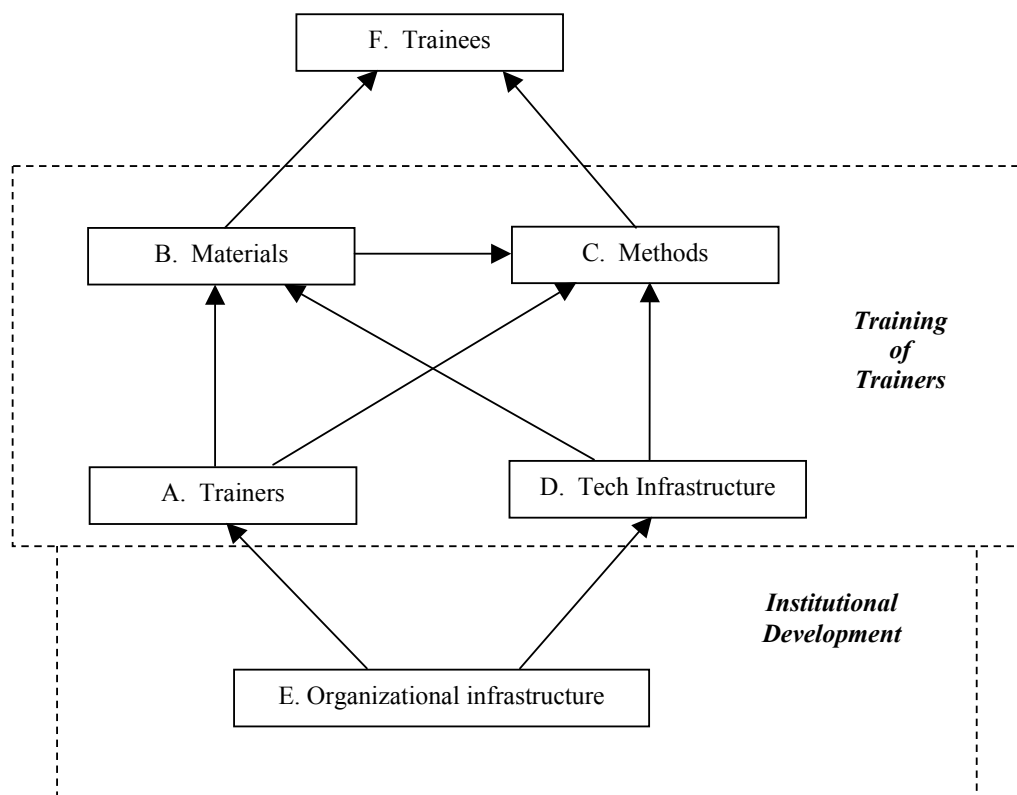 F. Trainees
B. Materials
C. Methods
Training
of
Trainers
A. Trainers
D. Tech Infrastructure
Institutional
Development
E. Organizational infrastructure